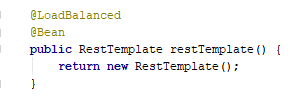 @LoadBalanced
@Bean
public RestTemplate restTemplate() {
    return new RestTemplate();
}